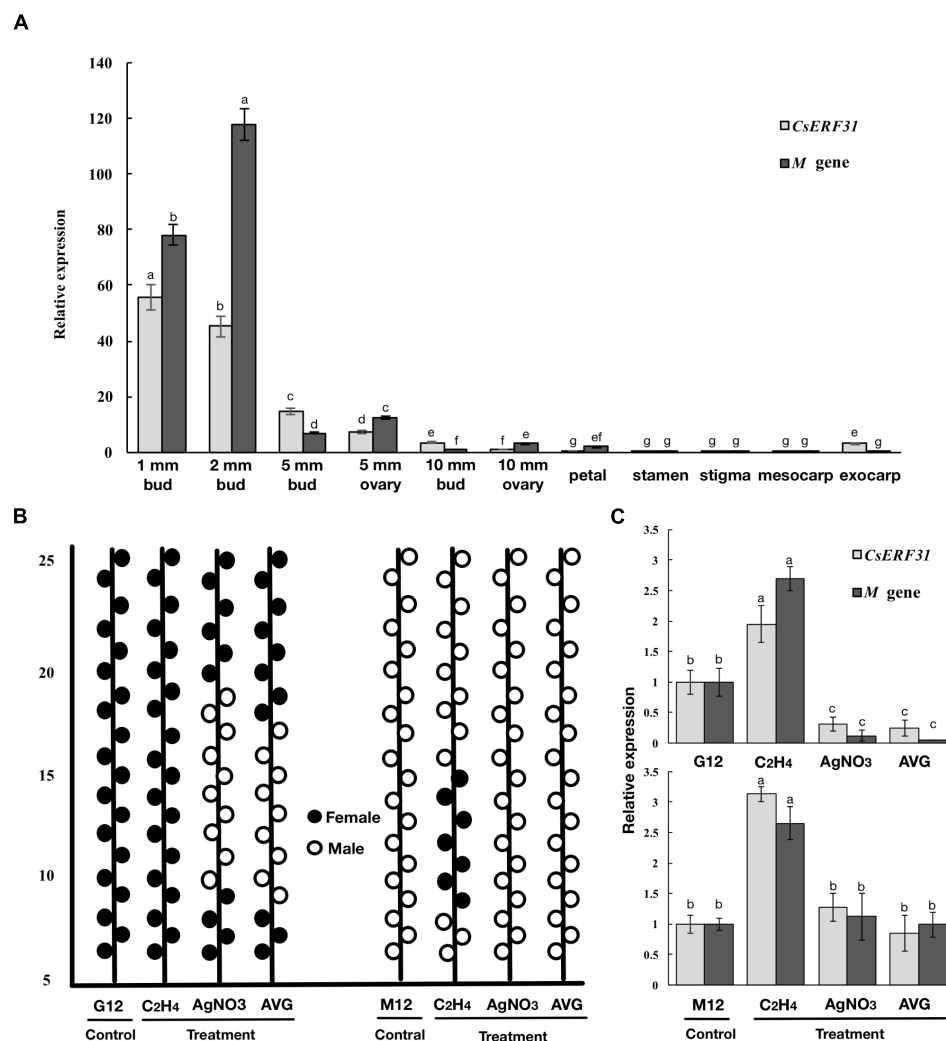 A
140
120
100
80
60
40
20
0
Relative expression
CsERF31
M gene
a
b
b
a
c
d
d
c
e
f
f
e
g
ef
g g
g g
g g
e
g
1 mm bud
2 mm bud
5 mm bud
5 mm ovary
10 mm bud
10 mm ovary
petal
stamen
stigma
mesocarp
exocarp
B
25
20
15
10
5
Female
Male
G12
C2H4
AgNO3
AVG
Control
Treatment
M12
C2H4
AgNO3
AVG
Contral
Treatment
C
3.5
3
2.5
2
1.5
1
0.5
0
CsERF31
M gene
b b
a
a
c
c
c
c
G12
C2H4
AgNO3
AVG
Relative expression
3.5
3
2.5
2
1.5
1
0.5
0
b b
a
a
b b
b b
M12
C2H4
AgNO3
AVG
Control
Treatment